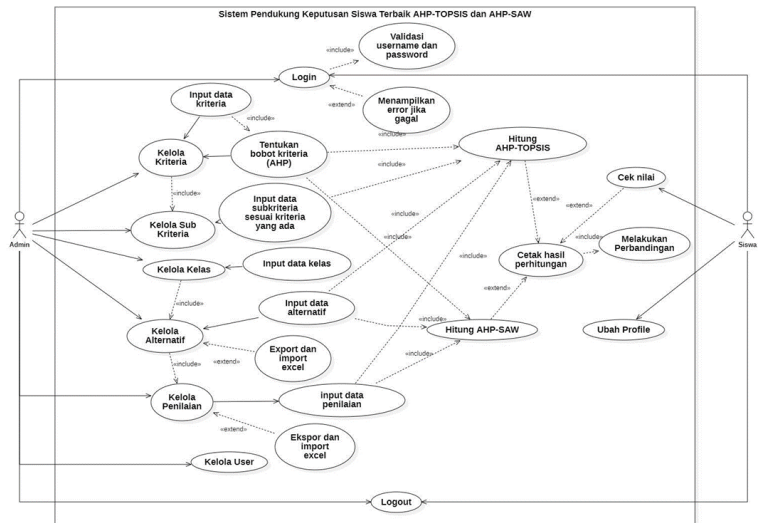 Sistem Pendukung Keputusan Siswa Terbaik AHP-TOPSIS dan AHP-SAW
Validasi
username dan
password
«include»
Login
«extend»
Menampilkan
error jika
gagal
Input data
kriteria
«include»
«include»
Tentukan
bobot kriteria
(AHP)
Hitung
AHP-TOPSIS
Kelola
Kriteria
«include»
«include»
Input data
subkriteria
sesuai kriteria
yang ada
Cek nilai
«extend»
«extend»
Kelola Sub
Kriteria
«include»
«include»
«include»
Admin
Siswa
Melakukan
Perbandingan
Cetak hasil
perhitungan
«include»
Kelola Kelas
Input data kelas
«extend»
«include»
Input data
alternatif
«include»
Kelola
Alternatif
Hitung AHP-SAW
Ubah Profile
Export dan
import
excel
«include»
«extend»
«include»
Kelola
Penilaian
input data
penilaian
«extend»
Ekspor dan
import
excel
Kelola User
Logout